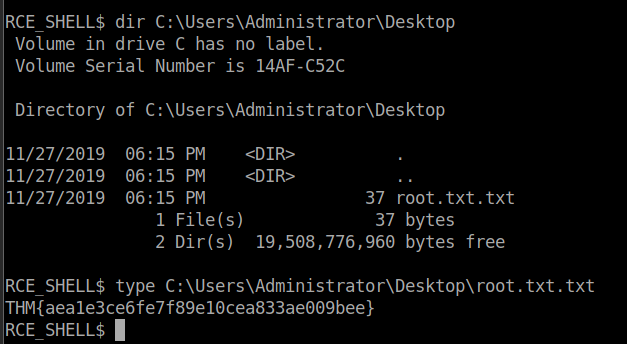 RCE_SHELL$ dir C:\Users\Administrator\Desktop
 Volume in drive C has no label.
 Volume Serial Number is 14AF-C52C

 Directory of C:\Users\Administrator\Desktop

11/27/2019  06:15 PM    <DIR>          .
11/27/2019  06:15 PM    <DIR>          ..
11/27/2019  06:15 PM                37 root.txt.txt
               1 File(s)             37 bytes
               2 Dir(s)  19,508,776,960 bytes free

RCE_SHELL$ type C:\Users\Administrator\Desktop\root.txt.txt
THM{aea1e3ce6fe7f89e10cea833ae009bee}
RCE_SHELL$